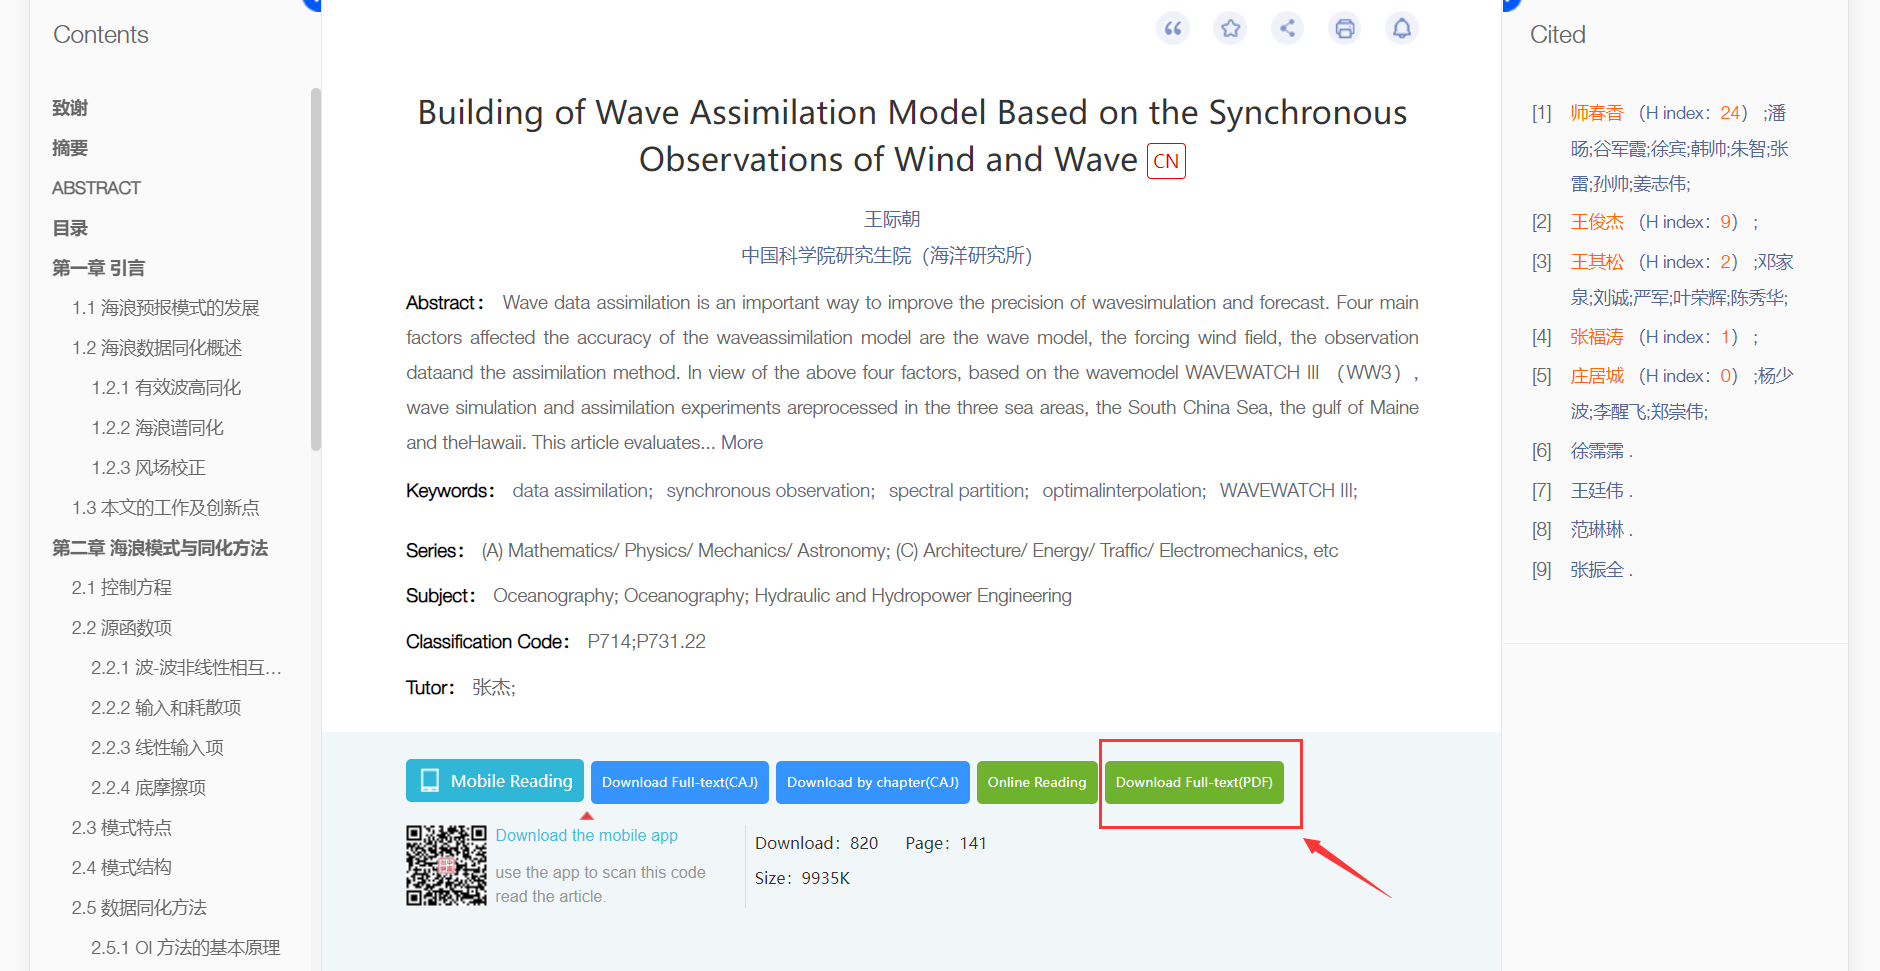 Contents
致谢
摘要
ABSTRACT
目录
第一章 引言
1.1 海浪预报模式的发展
1.2 海浪数据同化概述
1.2.1 有效波高同化
1.2.2 海浪谱同化
1.2.3 风场校正
1.3 本文的工作及创新点
第二章 海浪模式与同化方法
2.1 控制方程
2.2 源函数项
2.2.1 波-波非线性相互...
2.2.2 输入和耗散项
2.2.3 线性输入项
2.2.4 底摩擦项
2.3 模式特点
2.4 模式结构
2.5 数据同化方法
2.5.1 OI 方法的基本原理
Building of Wave Assimilation Model Based on the Synchronous
Observations of Wind and Wave CN
王际朝
中国科学院研究生院（海洋研究所）
Abstract： Wave data assimilation is an important way to improve the precision of wavesimulation and forecast. Four main
factors affected the accuracy of the waveassimilation model are the wave model, the forcing wind field, the observation
dataand the assimilation method. In view of the above four factors, based on the wavemodel WAVEWATCH III （WW3）,
wave simulation and assimilation experiments areprocessed in the three sea areas, the South China Sea, the gulf of Maine
and theHawaii. This article evaluates... More
Keywords： data assimilation; synchronous observation; spectral partition; optimalinterpolation; WAVEWATCH III;
Series： (A) Mathematics/ Physics/ Mechanics/ Astronomy; (C) Architecture/ Energy/ Traffic/ Electromechanics, etc
Subject： Oceanography; Oceanography; Hydraulic and Hydropower Engineering
Classification Code： P714;P731.22
Tutor： 张杰;
Mobile Reading
Download Full-text(CAJ)
Download by chapter(CAJ)
Online Reading
Download Full-text(PDF)
Download the mobile app
use the app to scan this code
read the article.
Download：820 Page：141
Size：9935K
Cited
[1] 师春香 （H index：24） ;潘
旸;谷军霞;徐宾;韩帅;朱智;张
雷;孙帅;姜志伟;
[2] 王俊杰 （H index：9） ;
[3] 王其松 （H index：2） ;邓家
泉;刘诚;严军;叶荣辉;陈秀华;
[4] 张福涛 （H index：1） ;
[5] 庄居城 （H index：0） ;杨少
波;李醒飞;郑崇伟;
[6] 徐霈霈 .
[7] 王廷伟 .
[8] 范琳琳 .
[9] 张振全 .